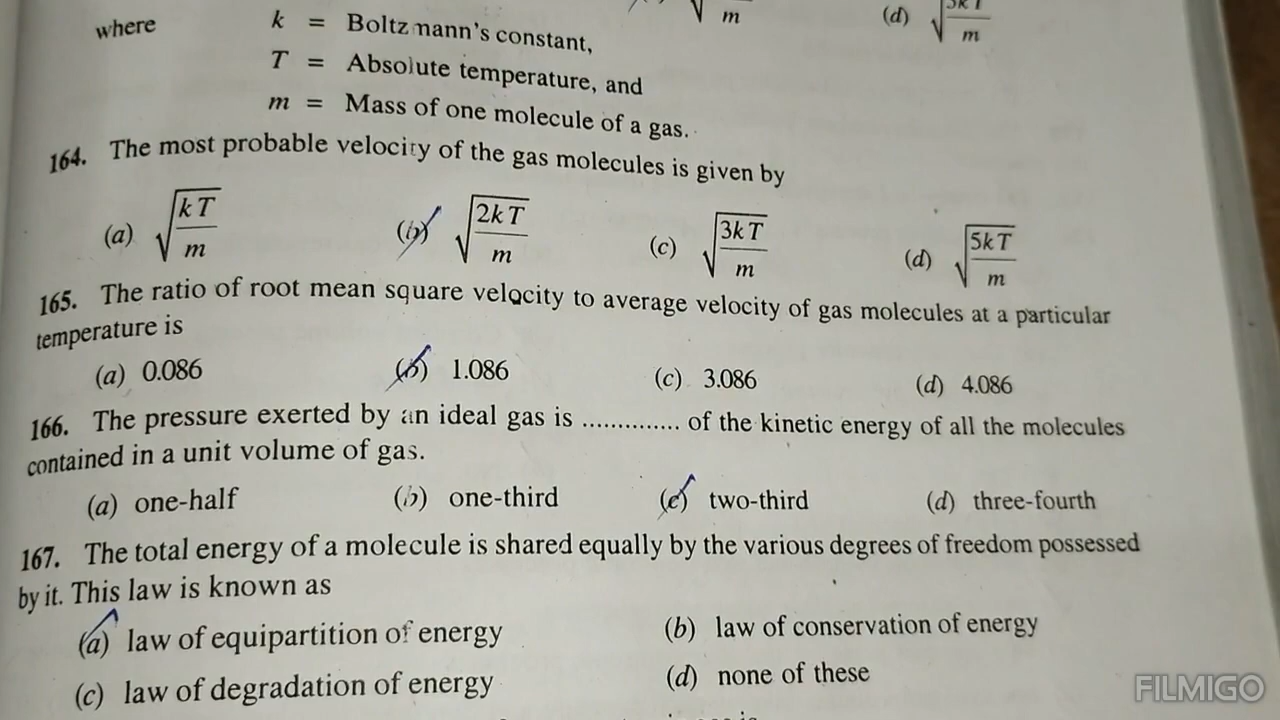 m
(d) √3kT/m
where k = Boltzmann's constant,
T = Absolute temperature, and
m = Mass of one molecule of a gas.
164. The most probable velocity of the gas molecules is given by
(a) √kT/m (b) √2kT/m (c) √3kT/m (d) √5kT/m
165. The ratio of root mean square velocity to average velocity of gas molecules at a particular
temperature is
(a) 0.086 (b) 1.086 (c) 3.086 (d) 4.086
166. The pressure exerted by an ideal gas is .............. of the kinetic energy of all the molecules
contained in a unit volume of gas.
(a) one-half (b) one-third (c) two-third (d) three-fourth
167. The total energy of a molecule is shared equally by the various degrees of freedom possessed
by it. This law is known as
(a) law of equipartition of energy (b) law of conservation of energy
(c) law of degradation of energy (d) none of these
FILMIGO